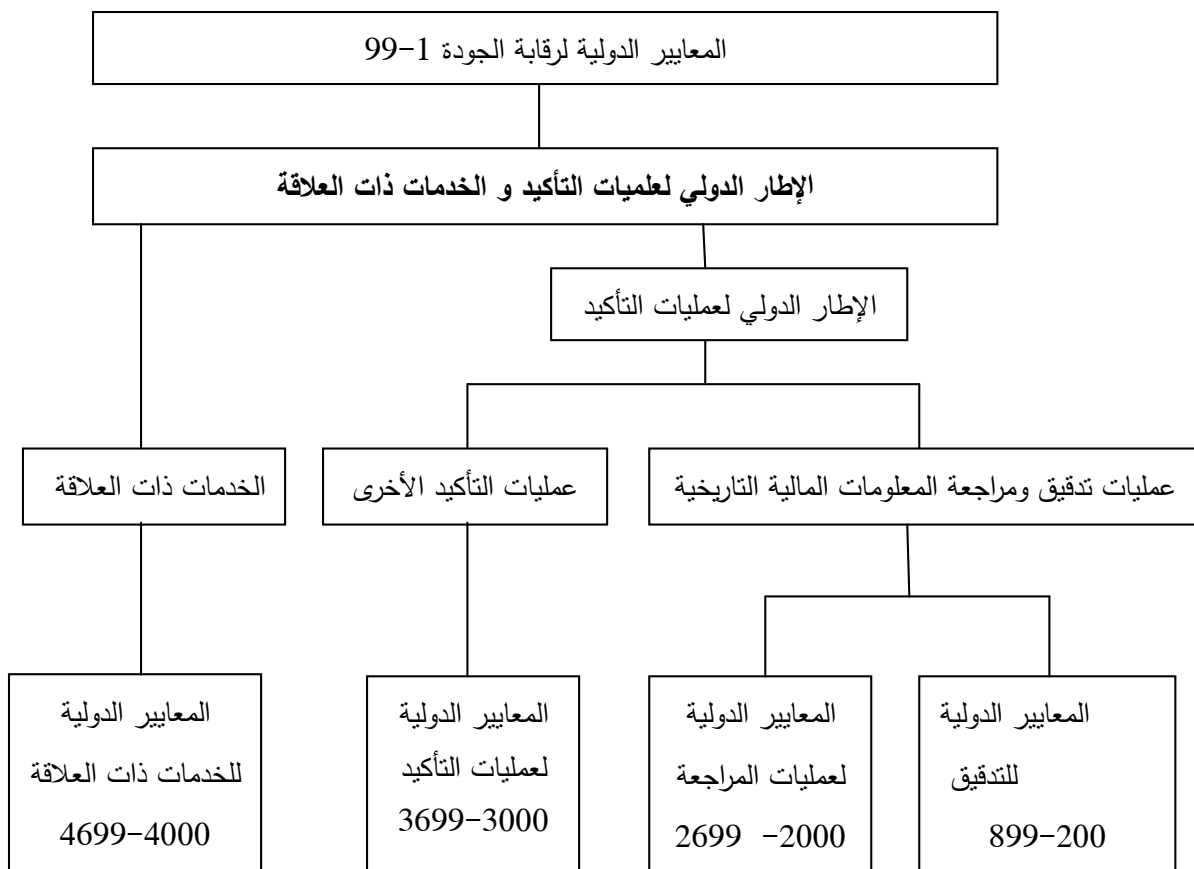 المعايير الدولية لرقابة الجودة 1-99
الإطار الدولي لعلميات التأكيد و الخدمات ذات العلاقة
الإطار الدولي لعمليات التأكيد
عمليات تدقيق ومراجعة المعلومات المالية التاريخية
عمليات التأكيد الأخرى
الخدمات ذات العلاقة
المعايير الدولية
للتدقيق
200-899
المعايير الدولية
لعمليات المراجعة
2000- 2699
المعايير الدولية
لعمليات التأكيد
3000-3699
المعايير الدولية
للخدمات ذات العلاقة
4000-4699